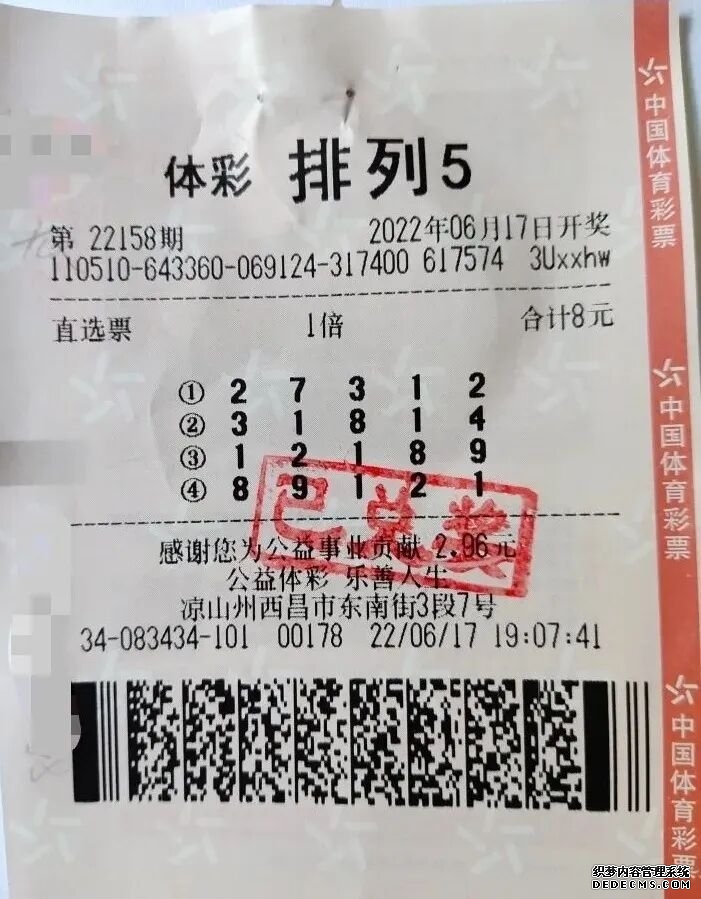 体彩 排列5
第 22158期 2022年06月17日开奖
110510-643360-069124-317400 617574 3Uxxhw
直选票 1倍 合计8元
① 2 7 3 1 2
② 3 1 8 1 4
③ 1 2 1 8 9
④ 8 9 1 2 1
已兑奖
感谢您为公益事业贡献 2.96元
公益体彩 乐善人生
凉山州西昌市东南街3段7号
34-083434-101 00178 22/06/17 19:07:41
中国体育彩票
中国体育彩票
中国体育彩票
织梦内容管理系统
DEDECMS.COM